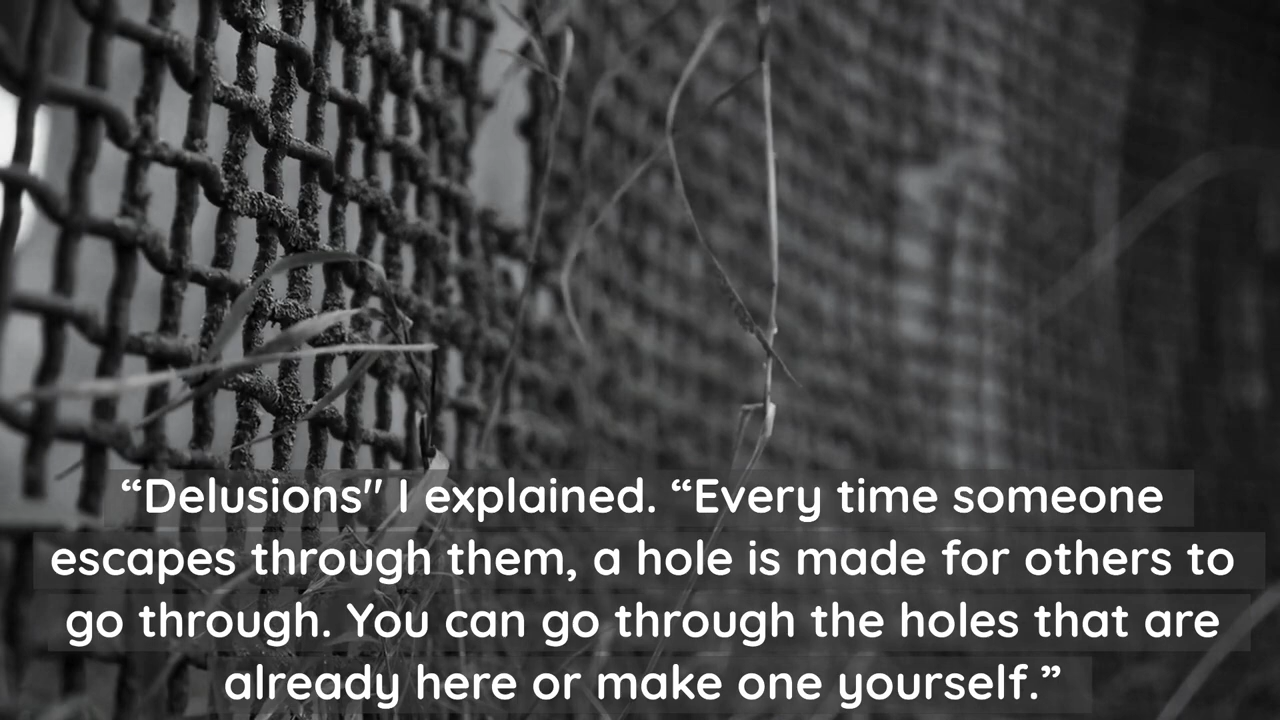 “Delusions" I explained. “Every time someone
escapes through them, a hole is made for others to
go through. You can go through the holes that are
already here or make one yourself.”